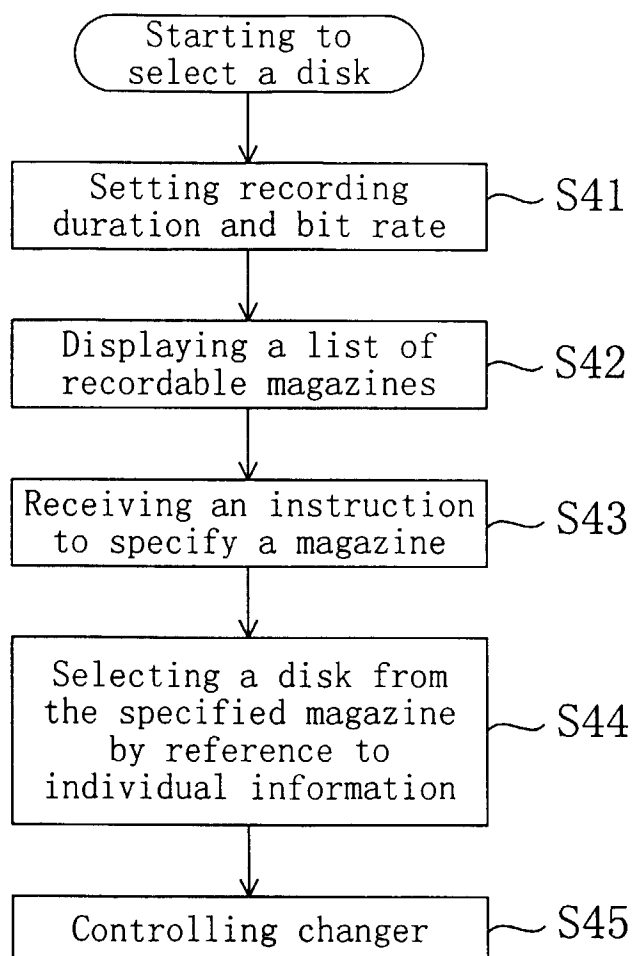 Starting to
select a disk
Setting recording
duration and bit rate
S41
Displaying a list of
recordable magazines
S42
Receiving an instruction
to specify a magazine
S43
Selecting a disk from
the specified magazine
by reference to
individual information
S44
Controlling changer
S45